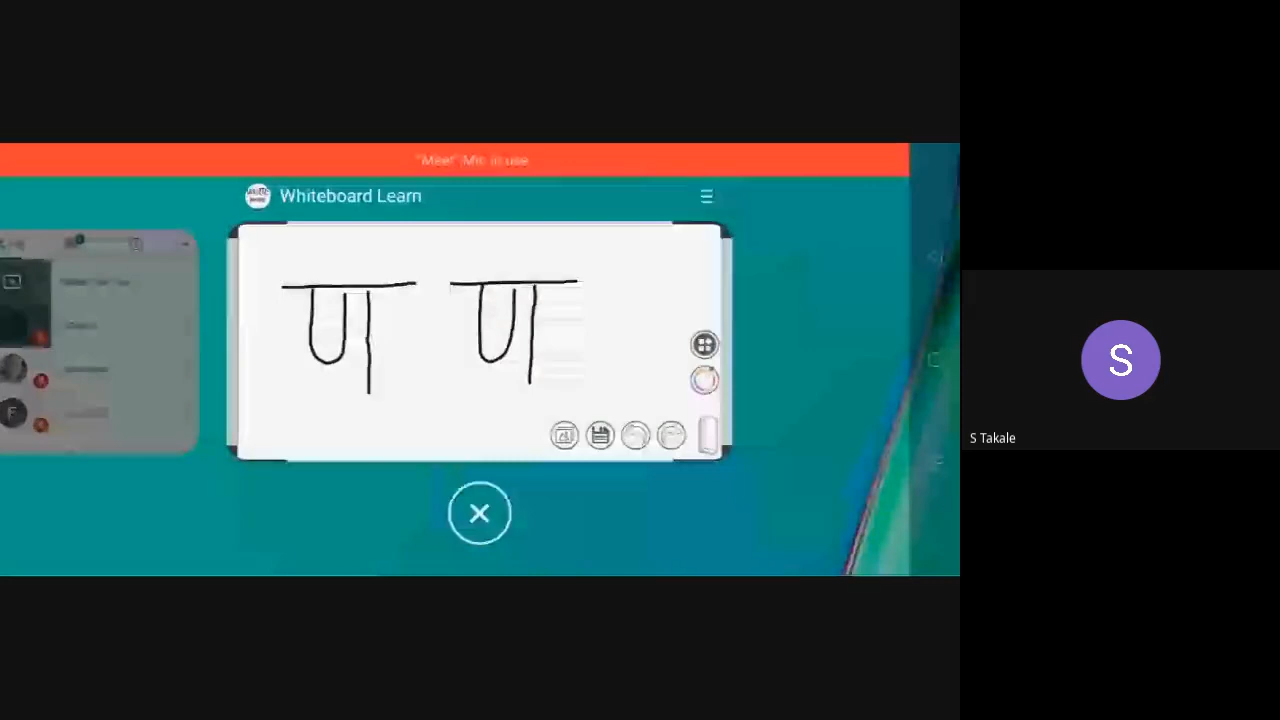 "Meet" Mic in use
Whiteboard Learn
ण ण
F
S
S Takale